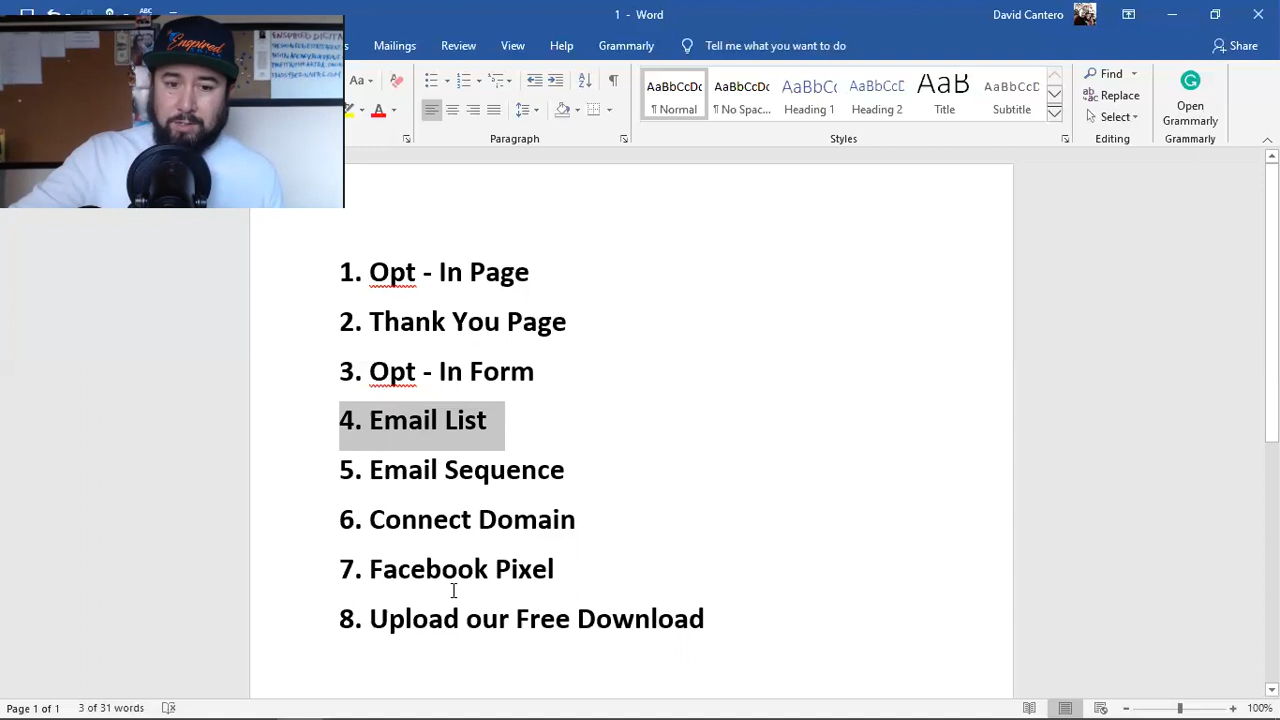 1 - Word
David Cantero
Mailings
Review
View
Help
Grammarly
Tell me what you want to do
Share
Enspired
Aa
AaBbCcDc
AaBbCcDc
AaBbCc
AaBbCcC
AaB
AaBbCcDc
¶ Normal
¶ No Spac...
Heading 1
Heading 2
Title
Subtitle
Find
Replace
Select
Open
Grammarly
Paragraph
Styles
Editing
Grammarly
1. Opt - In Page
2. Thank You Page
3. Opt - In Form
4. Email List
5. Email Sequence
6. Connect Domain
7. Facebook Pixel
8. Upload our Free Download
Page 1 of 1
3 of 31 words
100%